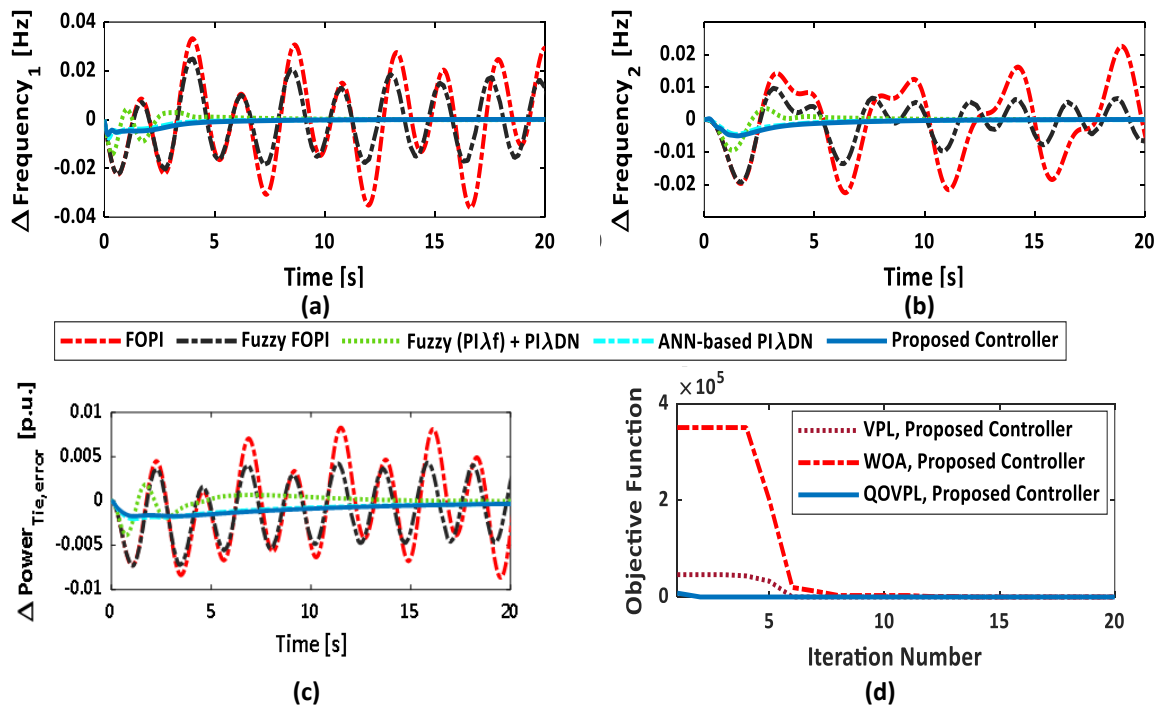 Δ Frequency1 [Hz]
0.04
0.02
0
-0.02
-0.04
0 5 10 15 20
Time [s]
(a)
Δ Frequency2 [Hz]
0.02
0.01
0
-0.01
-0.02
0 5 10 15 20
Time [s]
(b)
FOPI Fuzzy FOPI Fuzzy (PIλf) + PIλDN ANN-based PIλDN Proposed Controller
Δ PowerTie,error [p.u.]
0.01
0.005
0
-0.005
-0.01
0 5 10 15 20
Time [s]
(c)
Objective Function
×10^5
4
2
0
VPL, Proposed Controller
WOA, Proposed Controller
QOVPL, Proposed Controller
5 10 15 20
Iteration Number
(d)